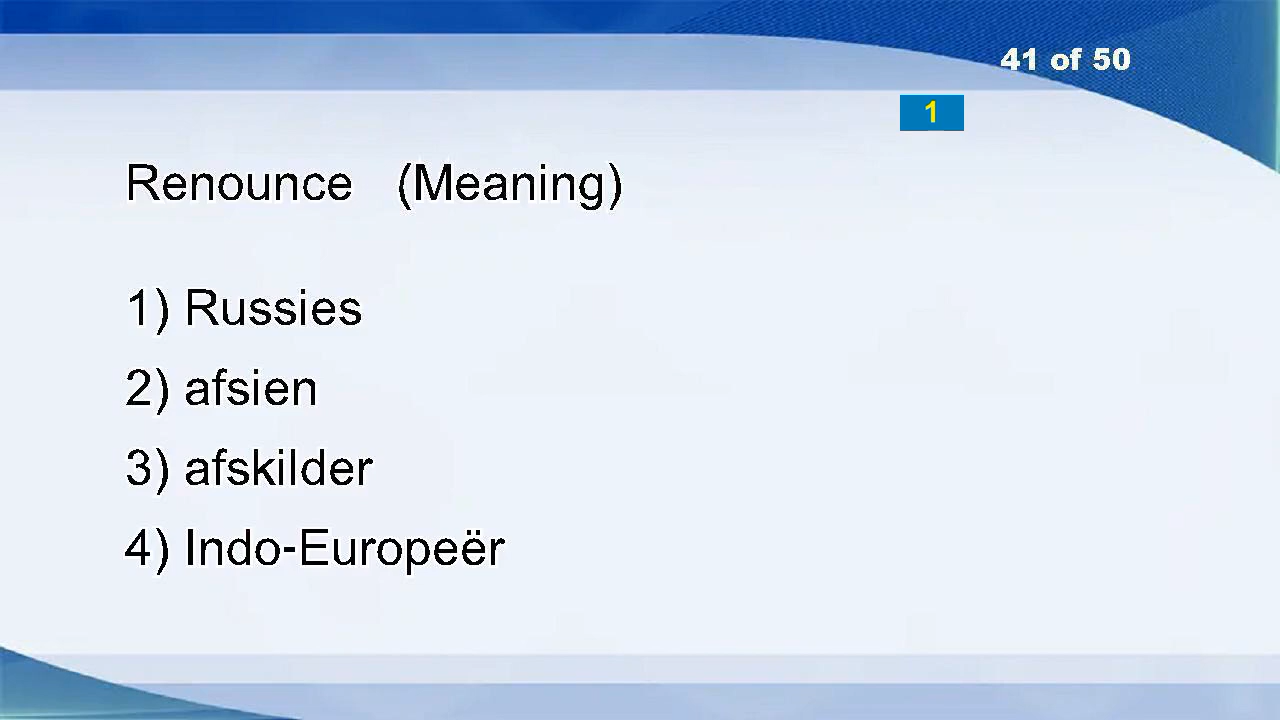 41 of 50
1
Renounce (Meaning)
1) Russies
2) afsien
3) afskilder
4) Indo-Europeër